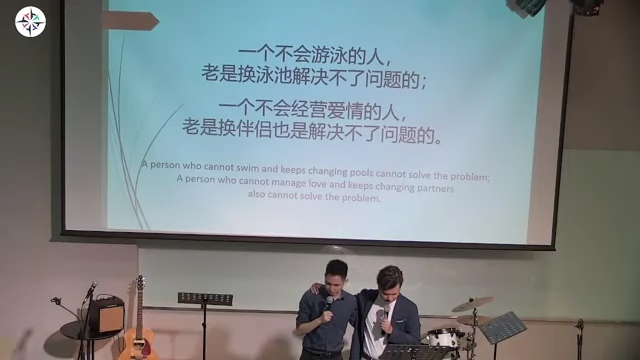 一个不会游泳的人，
老是换泳池解决不了问题的；
一个不会经营爱情的人，
老是换伴侣也是解决不了问题的。
A person who cannot swim and keeps changing pools cannot solve the problem;
A person who cannot manage love and keeps changing partners
also cannot solve the problem.